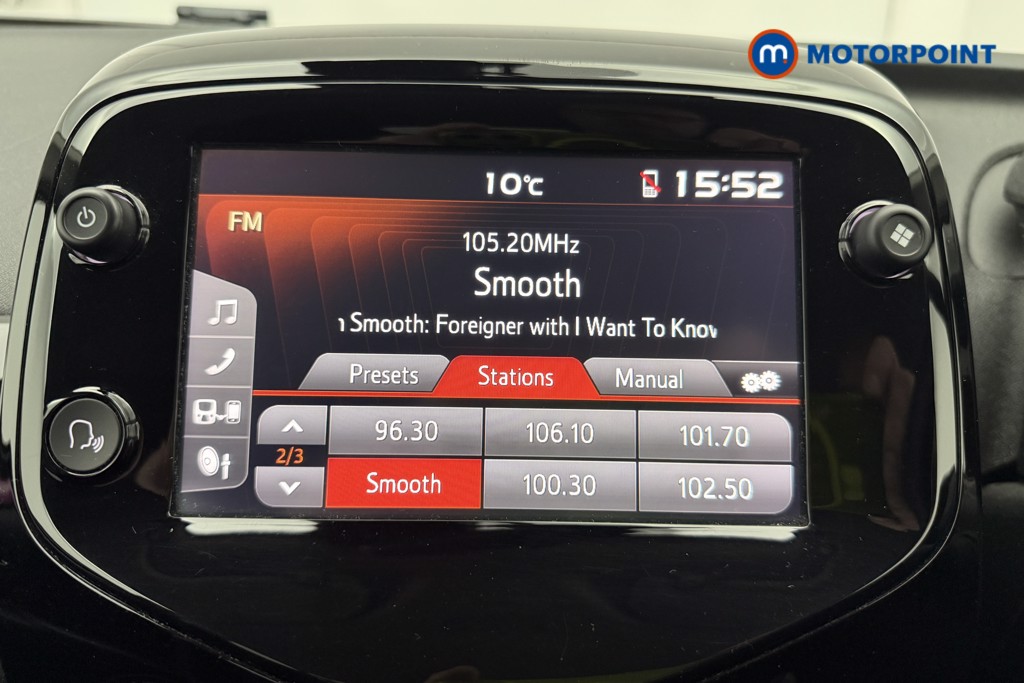 m MOTORPOINT
10°C 15:52
FM
105.20MHz
Smooth
Smooth: Foreigner with I Want To
Presets Stations Manual
96.30 106.10 101.70
2/3
Smooth 100.30 102.50